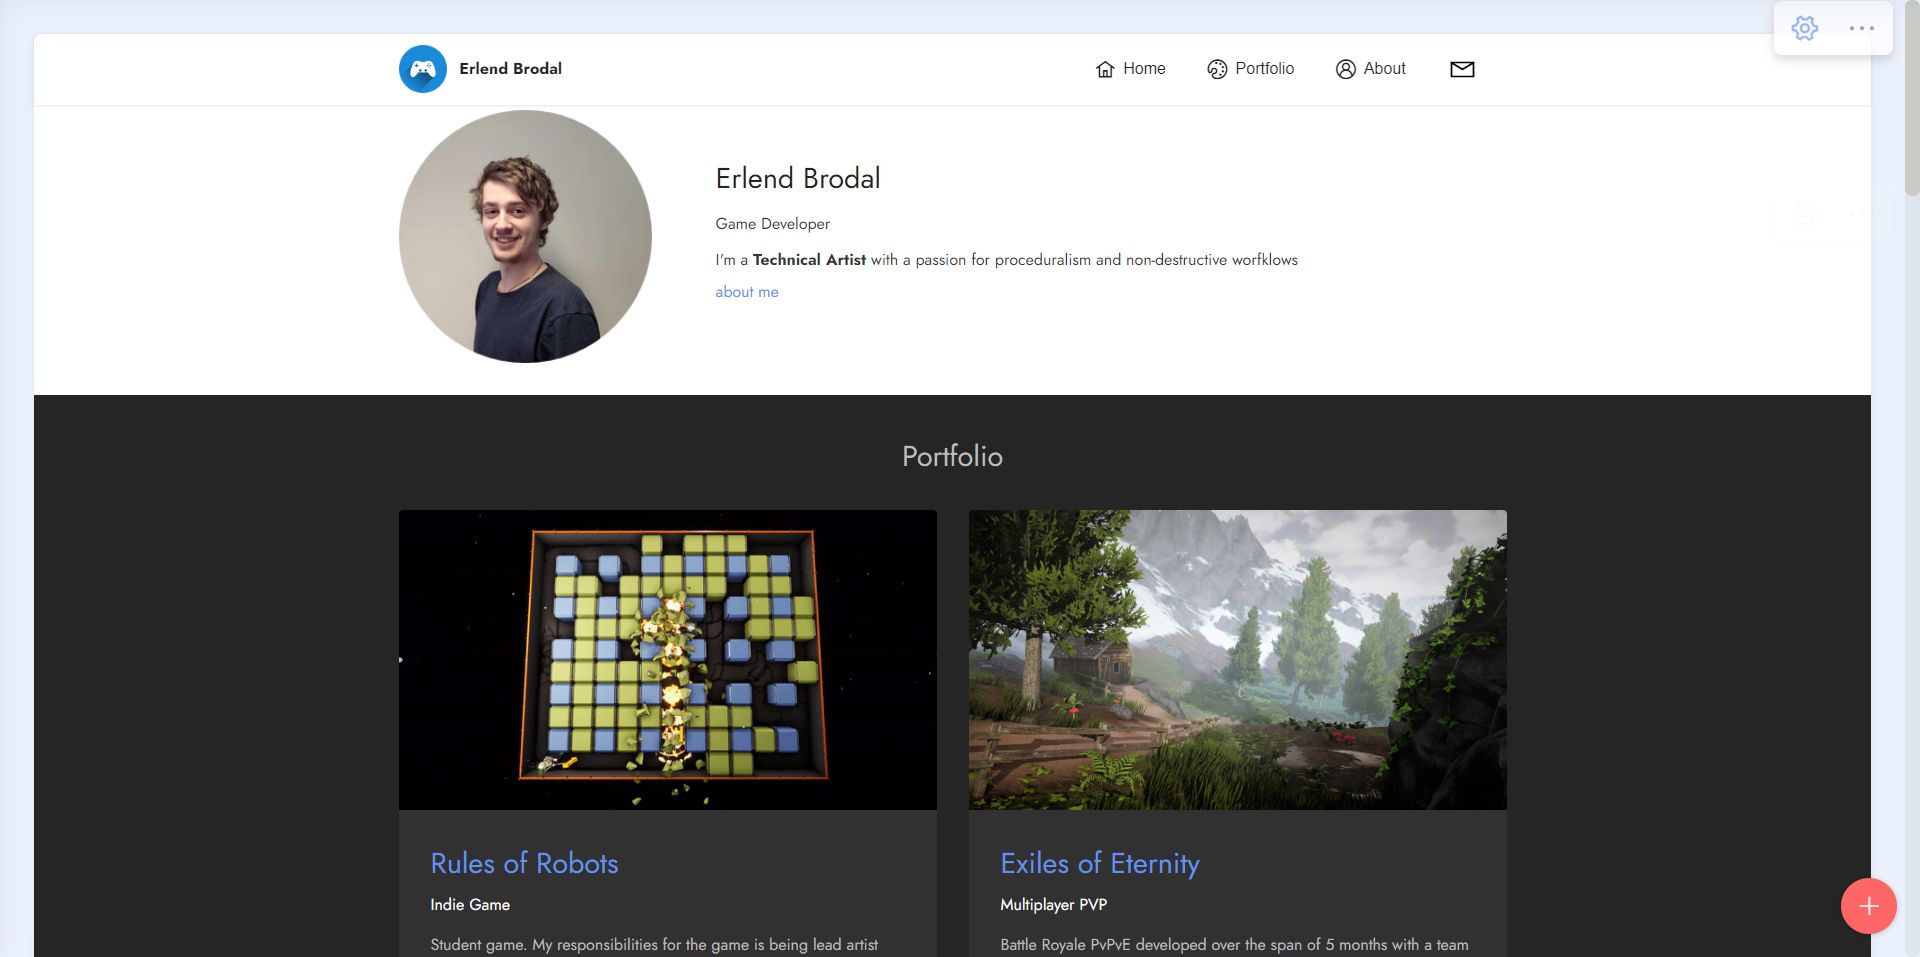 Erlend Brodal
Home
Portfolio
About
Erlend Brodal
Game Developer
I'm a Technical Artist with a passion for proceduralism and non-destructive worfklows
about me
Portfolio
Rules of Robots
Indie Game
Student game. My responsibilities for the game is being lead artist
Exiles of Eternity
Multiplayer PVP
Battle Royale PvPvE developed over the span of 5 months with a team